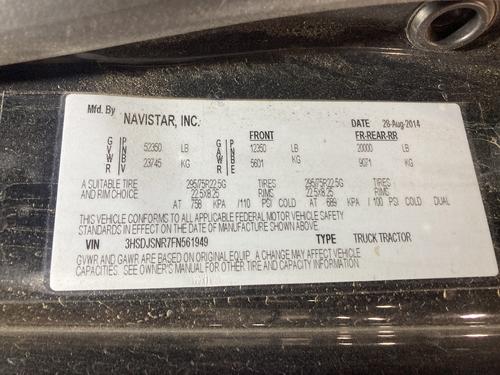 Mfd. By NAVISTAR, INC. DATE 28-Aug-2014
FRONT FR-REAR-RR
GVWR PNBV 52350 LB GAWR PNBE 12350 LB 20000 LB
23745 KG 5601 KG 9071 KG
A SUITABLE TIRE 295/75R22.5G TIRES 295/75R22.5G TIRES
AND RIM CHOICE 22.5X8.25 RIMS 22.5X8.25 RIMS
AT 758 KPA /110 PSI COLD AT 689 KPA /100 PSI COLD DUAL
THIS VEHICLE CONFORMS TO ALL APPLICABLE FEDERAL MOTOR VEHICLE SAFETY
STANDARDS IN EFFECT ON THE DATE OF MANUFACTURE SHOWN ABOVE.
VIN 3HSDJSNR7FN561949 TYPE TRUCK TRACTOR
GVWR AND GAWR ARE BASED ON ORIGINAL EQUIP. A CHANGE MAY AFFECT VEHICLE
CAPACITIES. SEE OWNER'S MANUAL FOR OTHER TIRE AND CAPACITY INFORMATION